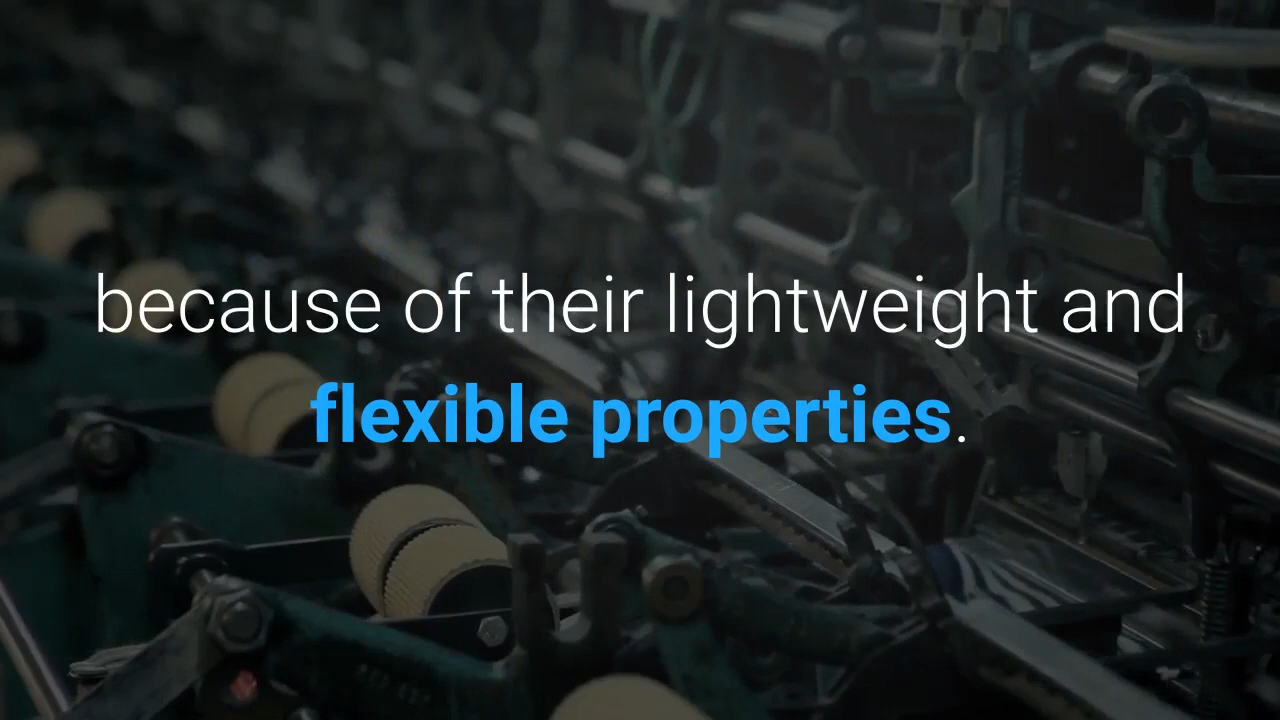 because of their lightweight and
flexible properties.